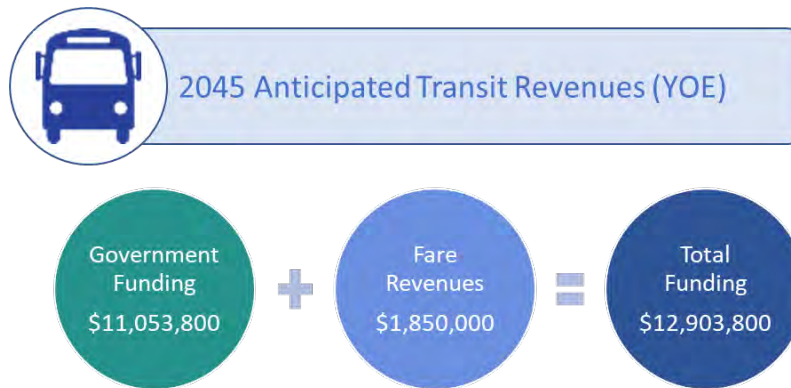 2045 Anticipated Transit Revenues (YOE)
Government
Funding
$11,053,800
Fare
Revenues
$1,850,000
Total
Funding
$12,903,800